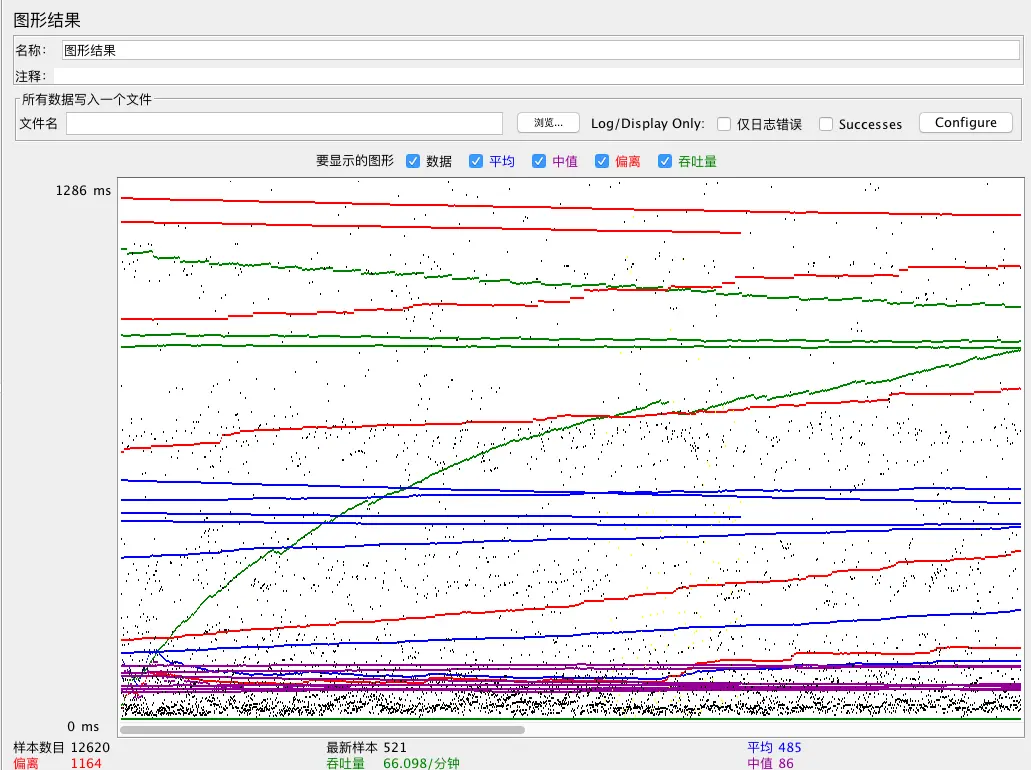 图形结果
名称： 图形结果
注释：
所有数据写入一个文件
文件名 浏览... Log/Display Only: 仅日志错误 Successes Configure
要显示的图形 数据 平均 中值 偏离 吞吐量
1286 ms
0 ms
样本数目 12620 最新样本 521 平均 485
偏离 1164 吞吐量 66.098/分钟 中值 86